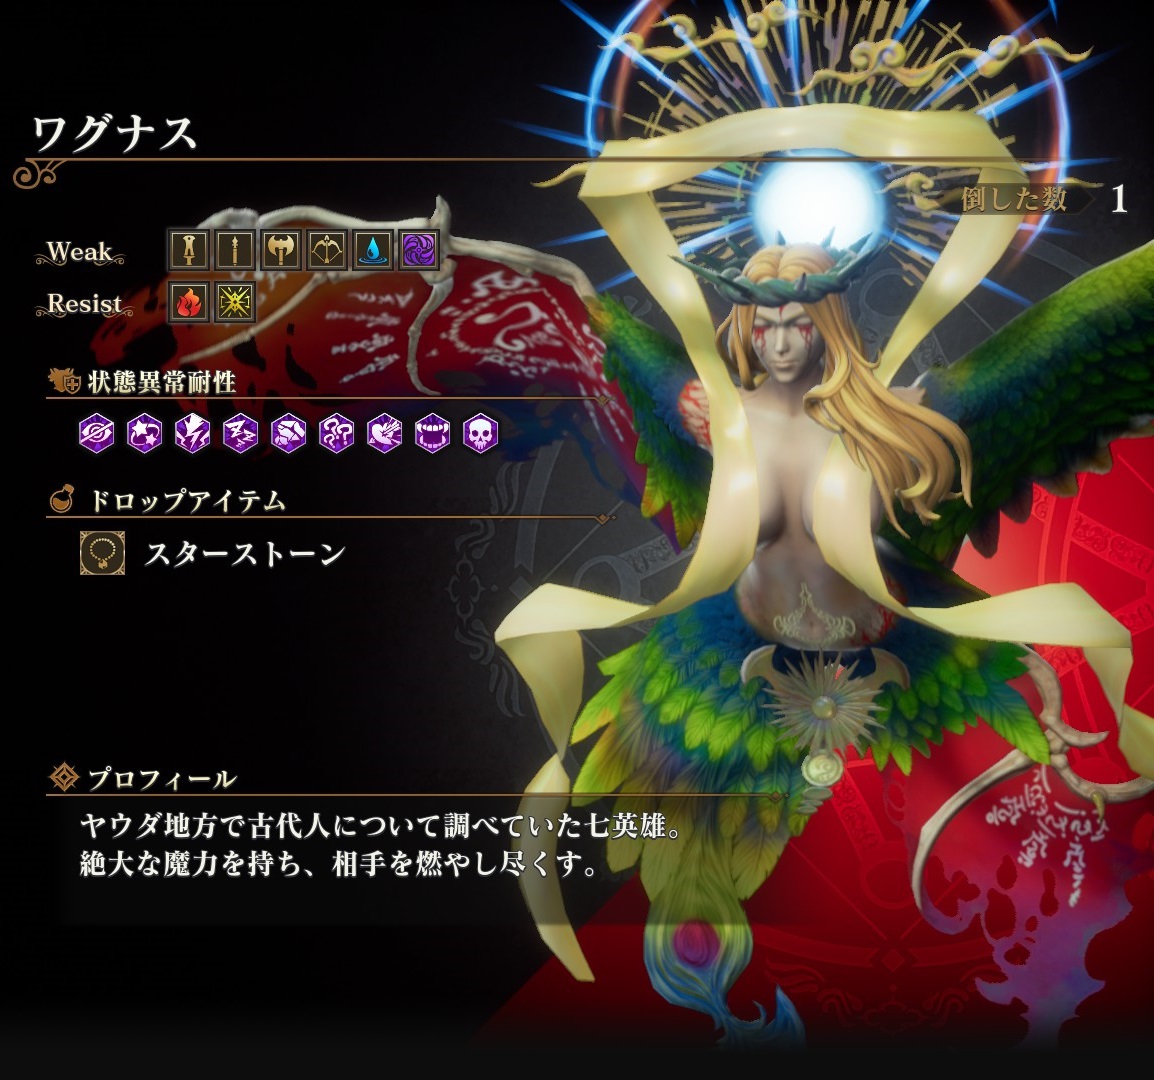 ワグナス
倒した数 1
Weak
Resist
状態異常耐性
ドロップアイテム
スターストーン
プロフィール
ヤウダ地方で古代人について調べていた七英雄。
絶大な魔力を持ち、相手を燃やし尽くす。